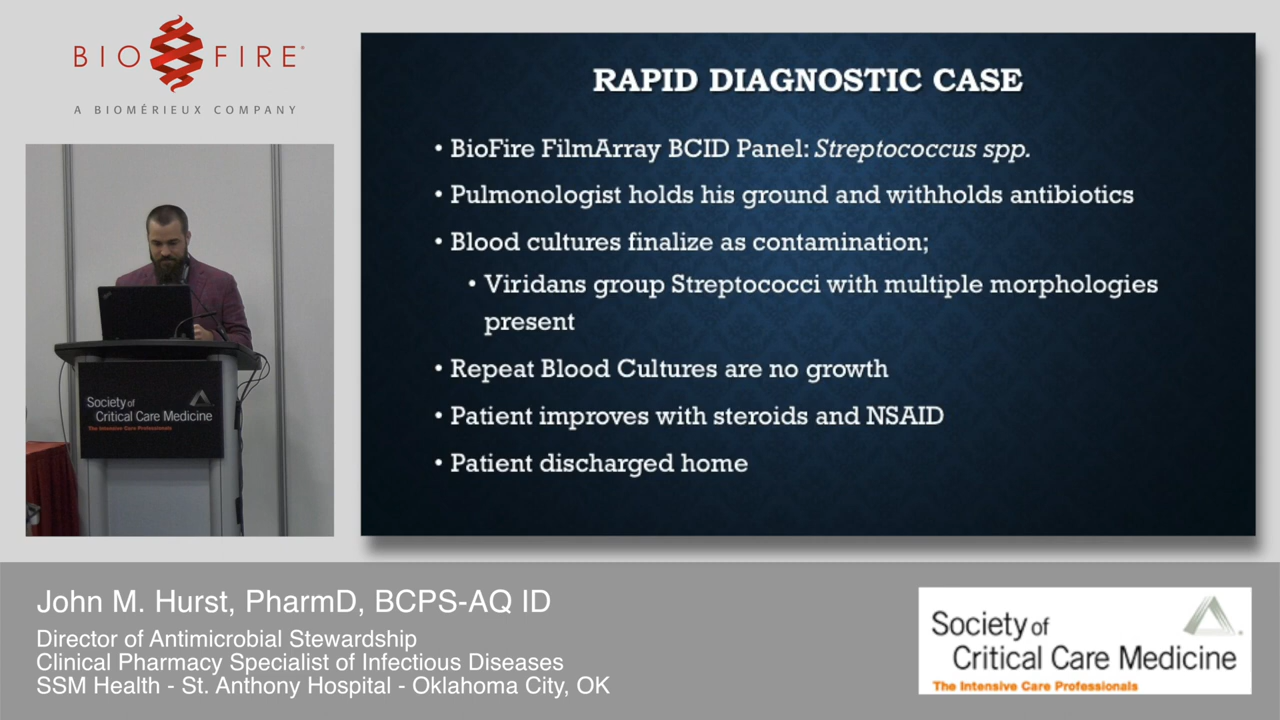 BIO FIRE®
A BIOMÉRIEUX COMPANY
RAPID DIAGNOSTIC CASE
• BioFire FilmArray BCID Panel: Streptococcus spp.
• Pulmonologist holds his ground and withholds antibiotics
• Blood cultures finalize as contamination;
• Viridans group Streptococci with multiple morphologies
present
• Repeat Blood Cultures are no growth
• Patient improves with steroids and NSAID
• Patient discharged home
Society of
Critical Care Medicine
The Intensive Care Professionals
John M. Hurst, PharmD, BCPS-AQ ID
Director of Antimicrobial Stewardship
Clinical Pharmacy Specialist of Infectious Diseases
SSM Health - St. Anthony Hospital - Oklahoma City, OK
Society of
Critical Care Medicine
The Intensive Care Professionals